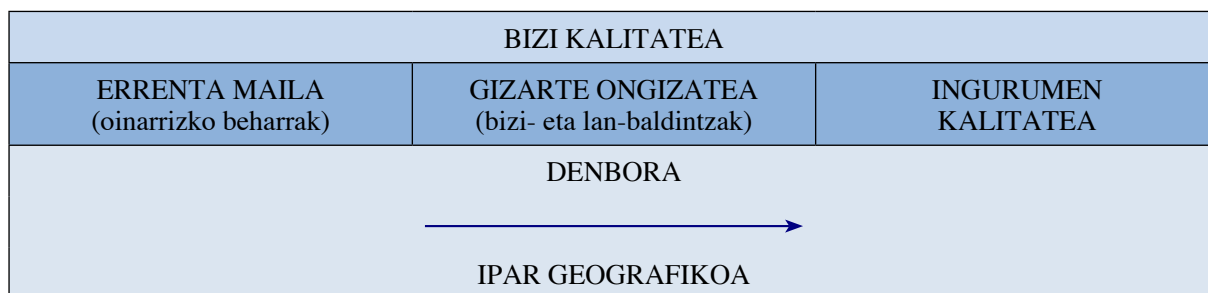 BIZI KALITATEA
ERRENTA MAILA
(oinarrizko beharrak)
GIZARTE ONGIZATEA
(bizi- eta lan-baldintzak)
INGURUMEN
KALITATEA
DENBORA
IPAR GEOGRAFIKOA